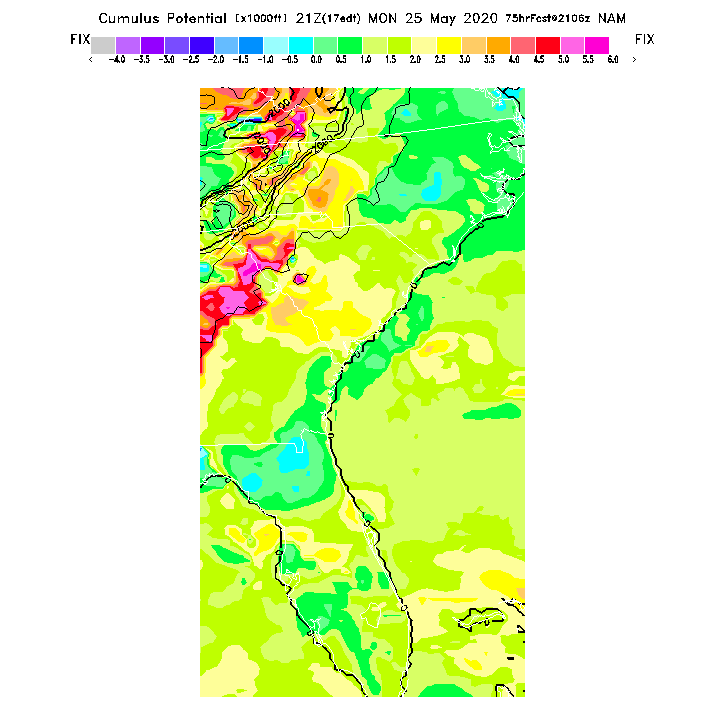 Cumulus Potential [x1000ft] 21Z(17edt) MON 25 May 2020 75hrFcst@2106z NAM
FIX FIX
< -4.0 -3.5 -3.0 -2.5 -2.0 -1.5 -1.0 -0.5 0.0 0.5 1.0 1.5 2.0 2.5 3.0 3.5 4.0 4.5 5.0 5.5 6.0 >
2000
2000